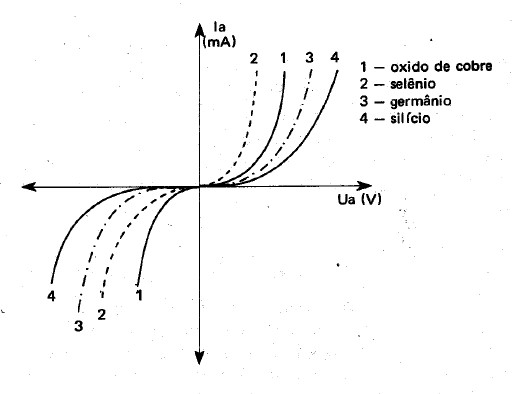 Ia
(mA)
2 1 3 4
1 — oxido de cobre
2 — selênio
3 — germânio
4 — silício
Ua (V)
4 3 2 1